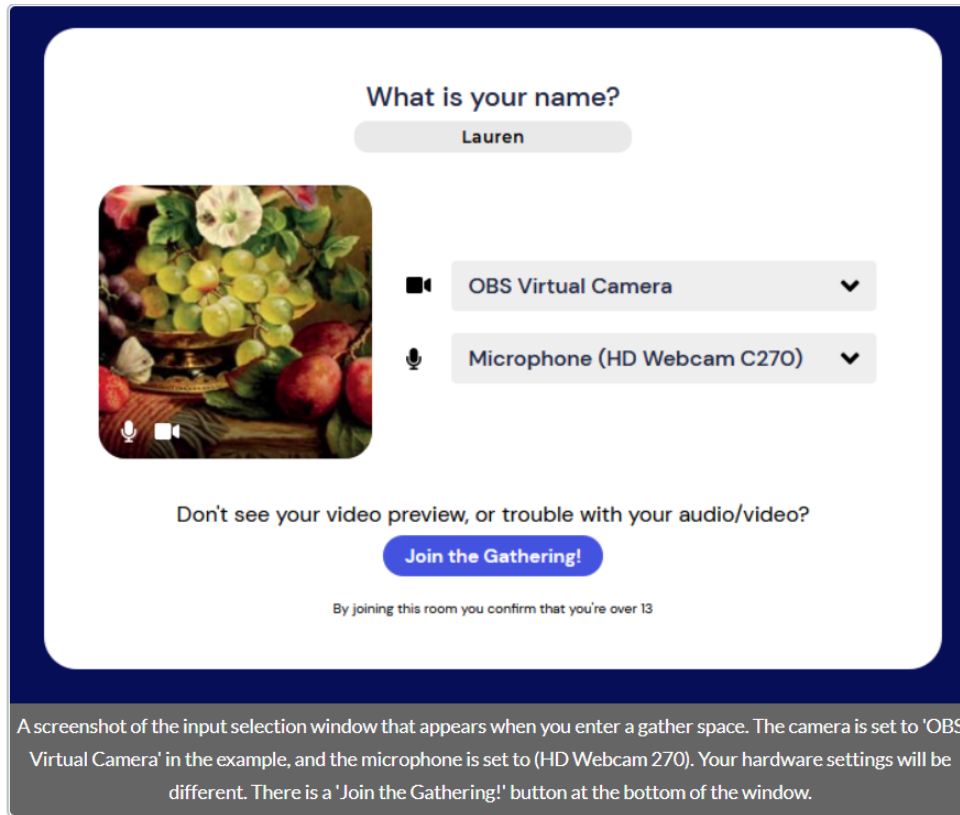 What is your name?
Lauren
OBS Virtual Camera
Microphone (HD Webcam C270)
Don't see your video preview, or trouble with your audio/video?
Join the Gathering!
By joining this room you confirm that you're over 13
A screenshot of the input selection window that appears when you enter a gather space. The camera is set to 'OBS
Virtual Camera' in the example, and the microphone is set to (HD Webcam 270). Your hardware settings will be
different. There is a 'Join the Gathering!' button at the bottom of the window.